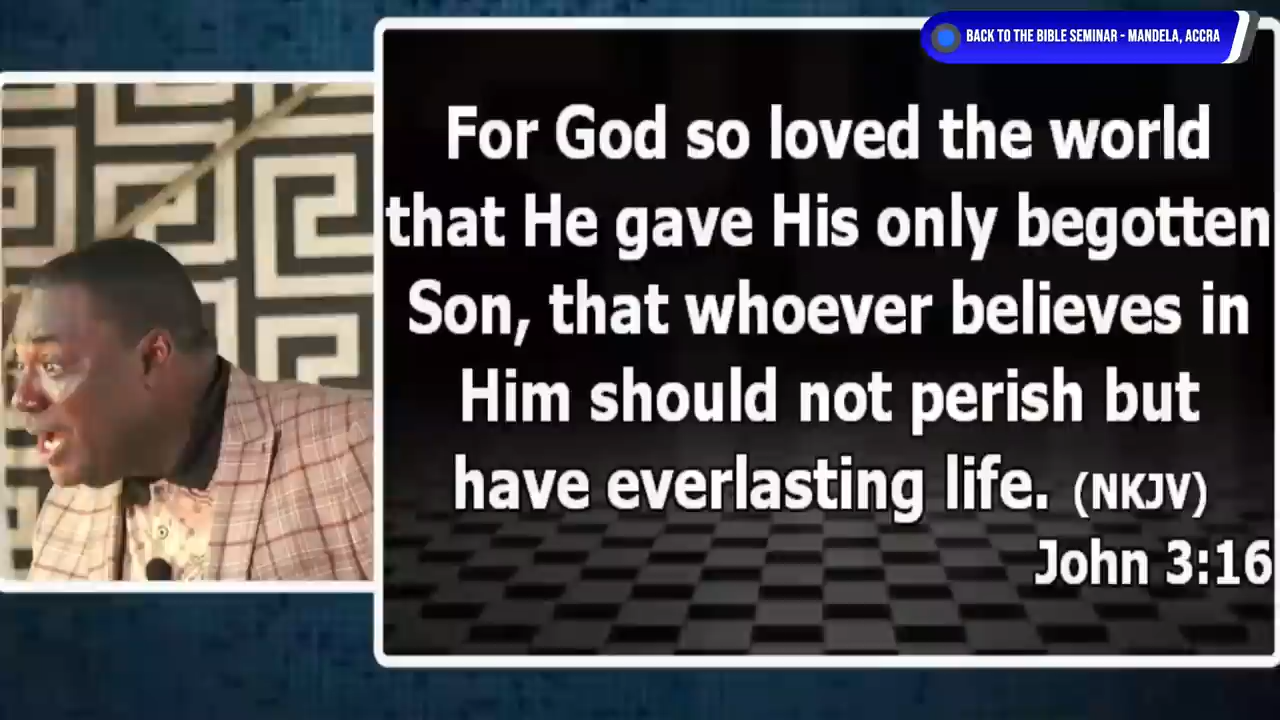 BACK TO THE BIBLE SEMINAR - MANDELA, ACCRA
For God so loved the world
that He gave His only begotten
Son, that whoever believes in
Him should not perish but
have everlasting life. (NKJV)
John 3:16